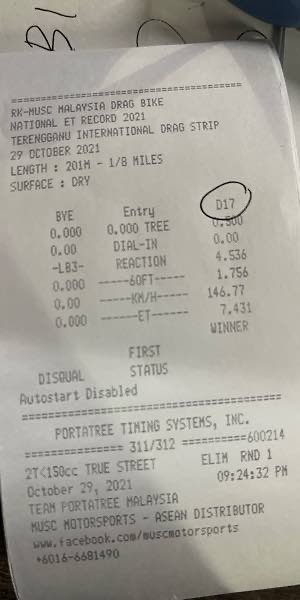 B1
================================
RK-MUSC MALAYSIA DRAG BIKE
NATIONAL ET RECORD 2021
TERENGGANU INTERNATIONAL DRAG STRIP
29 OCTOBER 2021
LENGTH : 201M - 1/8 MILES
SURFACE : DRY
BYE Entry D17
0.000 0.000 TREE 0.500
0.00 DIAL-IN 0.00
-LB3- REACTION 4.536
0.000 ------60FT----- 1.756
0.00 ------KM/H----- 146.77
0.000 ------ET------ 7.431
WINNER
FIRST
DISQUAL STATUS
Autostart Disabled
================================
PORTATREE TIMING SYSTEMS, INC.
============== 311/312 ==========600214
2T<150cc TRUE STREET ELIM RND 1
October 29, 2021 09:24:32 PM
TEAM PORTATREE MALAYSIA
MUSC MOTORSPORTS - ASEAN DISTRIBUTOR
www.facebook.com/muscmotorsports
+6016-6681490